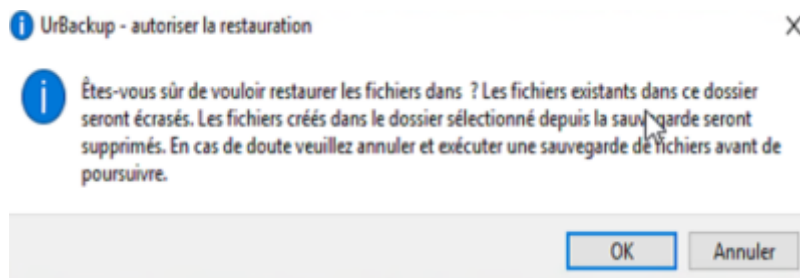 UrBackup - autoriser la restauration
Êtes-vous sûr de vouloir restaurer les fichiers dans ? Les fichiers existants dans ce dossier
seront écrasés. Les fichiers créés dans le dossier sélectionné depuis la sauvegarde seront
supprimés. En cas de doute veuillez annuler et exécuter une sauvegarde de fichiers avant de
poursuivre.
OK
Annuler